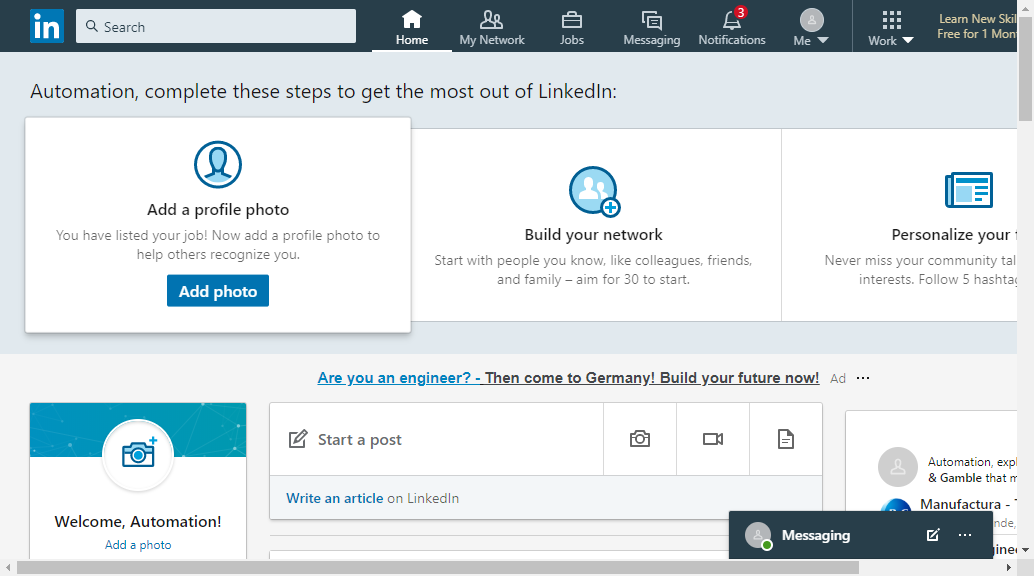 in
Search
Home
My Network
Jobs
Messaging
3
Notifications
Me
Work
Learn New Skil
Free for 1 Mont
Automation, complete these steps to get the most out of LinkedIn:
Add a profile photo
You have listed your job! Now add a profile photo to
help others recognize you.
Add photo
Build your network
Start with people you know, like colleagues, friends,
and family – aim for 30 to start.
Personalize your f
Never miss your community tal
interests. Follow 5 hashtag
Are you an engineer? - Then come to Germany! Build your future now! Ad ...
Welcome, Automation!
Add a photo
Start a post
Write an article on LinkedIn
Automation, expl
& Gamble that m
Manufactura -
nde,
Messaging